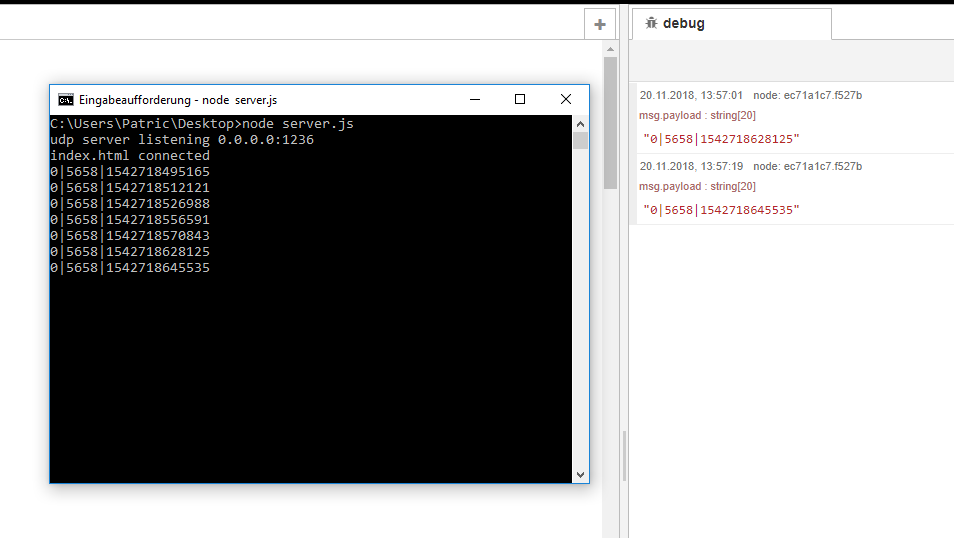 +
debug
Eingabeaufforderung - node server.js
C:\Users\Patric\Desktop>node server.js
udp server listening 0.0.0.0:1236
index.html connected
0|5658|1542718495165
0|5658|1542718512121
0|5658|1542718526988
0|5658|1542718556591
0|5658|1542718570843
0|5658|1542718628125
0|5658|1542718645535
20.11.2018, 13:57:01 node: ec71a1c7.f527b
msg.payload : string[20]
"0|5658|1542718628125"
20.11.2018, 13:57:19 node: ec71a1c7.f527b
msg.payload : string[20]
"0|5658|1542718645535"